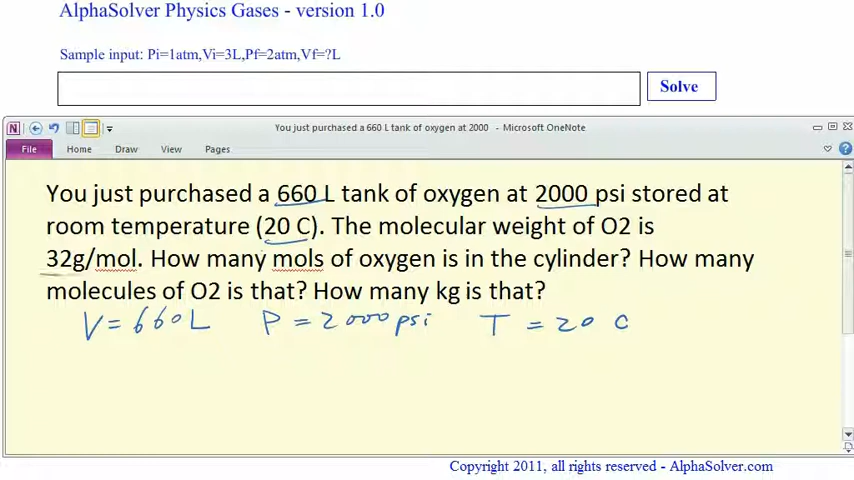 AlphaSolver Physics Gases - version 1.0
Sample input: Pi=1atm,Vi=3L,Pf=2atm,Vf=?L
Solve
You just purchased a 660 L tank of oxygen at 2000 - Microsoft OneNote
File Home Draw View Pages
You just purchased a 660 L tank of oxygen at 2000 psi stored at
room temperature (20 C). The molecular weight of O2 is
32g/mol. How many mols of oxygen is in the cylinder? How many
molecules of O2 is that? How many kg is that?
V = 660L P = 2000 psi T = 20 C
Copyright 2011, all rights reserved - AlphaSolver.com